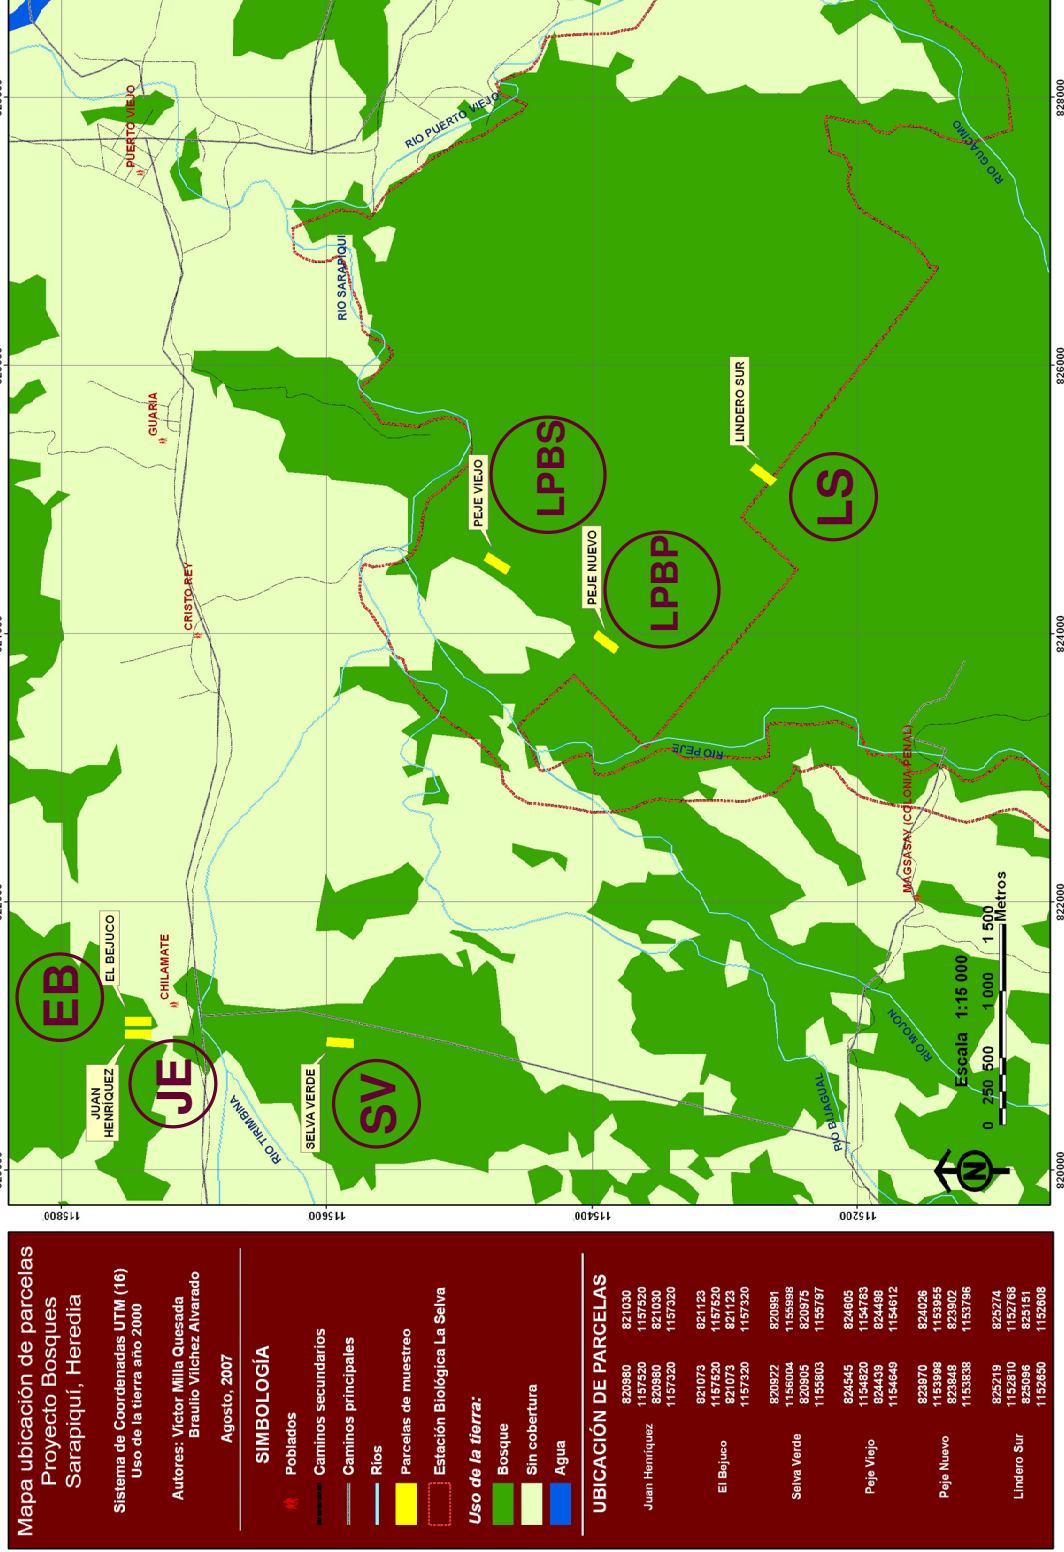 Mapa ubicación de parcelas
Proyecto Bosques
Sarapiquí, Heredia
Sistema de Coordenadas UTM (16)
Uso de la tierra año 2000
Autores: Víctor Milla Quesada
Braulio Vilchez Alvarado
Agosto, 2007
SIMBOLOGÍA
Poblados
Caminos secundarios
Caminos principales
Rios
Parcelas de muestreo
Estación Biológica La Selva
Uso de la tierra:
Bosque
Sin cobertura
Agua
UBICACIÓN DE PARCELAS
Juan Henriquez
820980 821030
1157520 1157520
820980 821030
1157320 1157320
El Bejuco
821073 821123
1157520 1157520
821073 821123
1157320 1157320
Selva Verde
820922 820991
1156004 1155998
820905 820975
1155803 1155797
Peje Viejo
824545 824605
1154820 1154783
824439 824498
1154649 1154612
Peje Nuevo
823970 824026
1153998 1153955
823848 823902
1153838 1153796
Lindero Sur
825219 825274
1152810 1152768
825096 825151
1152650 1152608
EB
EL BEJUCO
JUAN
HENRIQUEZ
JE
CHILAMATE
SELVA VERDE
SV
RIO TIRIMBINA
CRISTO REY
GUARIA
PUERTO VIEJO
RIO PUERTO VIEJO
RIO SARAPIQUI
PEJE VIEJO
LPBS
PEJE NUEVO
LPBP
LINDERO SUR
LS
RIO GUACIMO
RIO PEJE
MAGSASAY (COLONIA PENAL)
RIO MOJON
RIO BIJAGUAL
Escala 1:15 000
0 250 500 1 000 1 500
Metros
N
115800
115600
115400
115200
820000
822000
824000
826000
828000